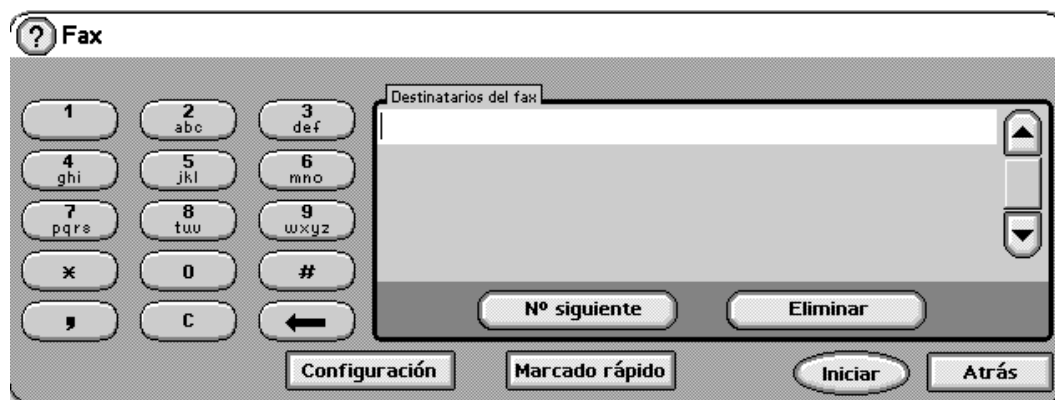 ? Fax
Destinatarios del fax
1 2 3
abc def
4 5 6
ghi jkl mno
7 8 9
pqrs tuv wxyz
* 0 #
, C
Nº siguiente Eliminar
Configuración Marcado rápido Iniciar Atrás